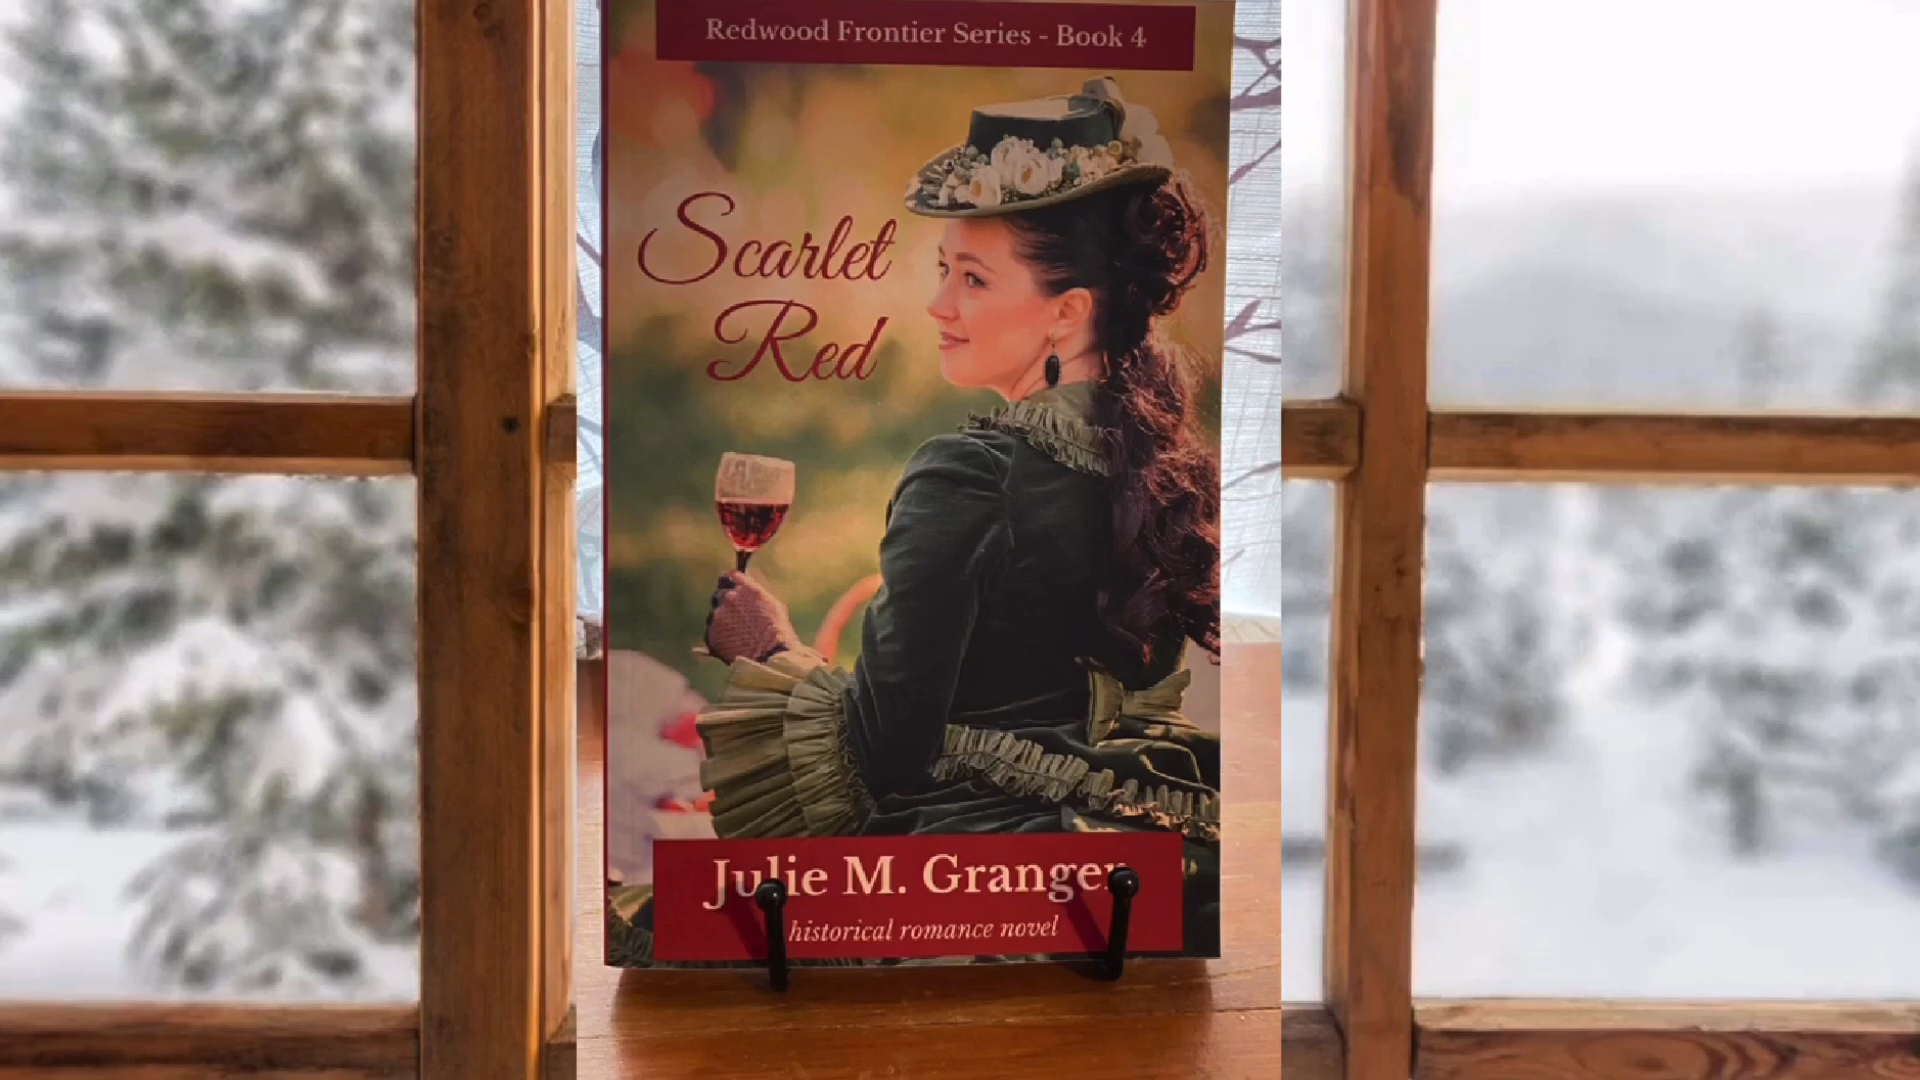 Redwood Frontier Series - Book 4
Scarlet
Red
Julie M. Granger
historical romance novel